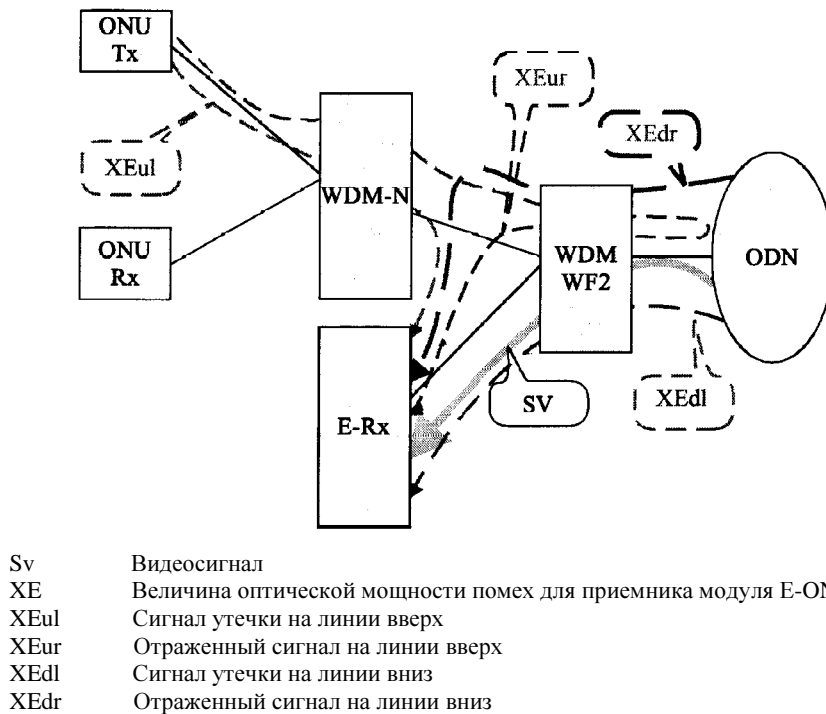 ONU
Tx
XEul
ONU
Rx
WDM-N
XEur
XEdr
WDM
WF2
ODN
E-Rx
SV
XEdl
Sv Видеосигнал
XE Величина оптической мощности помех для приемника модуля E-ON
XEul Сигнал утечки на линии вверх
XEur Отраженный сигнал на линии вверх
XEdl Сигнал утечки на линии вниз
XEdr Отраженный сигнал на линии вниз